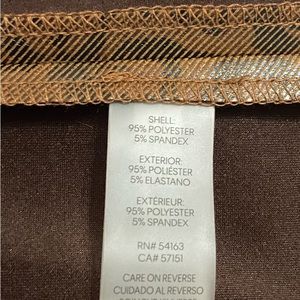 SHELL:
95% POLYESTER
5% SPANDEX
EXTERIOR:
95% POLIÉSTER
5% ELASTANO
EXTÉRIEUR:
95% POLYESTER
5% SPANDEX
RN# 54163
CA# 57151
CARE ON REVERSE
CUIDADO AL REVERSO